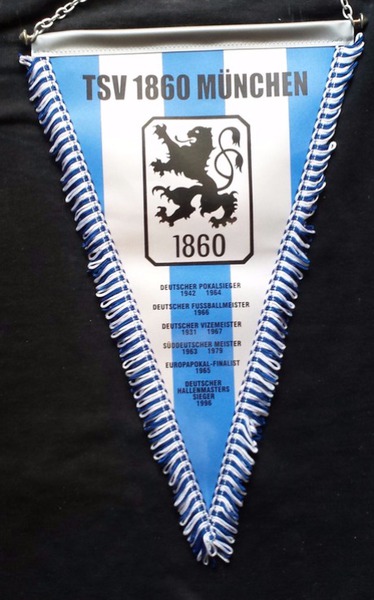 TSV 1860 MÜNCHEN
1860
DEUTSCHER POKALSIEGER
1942 1964
DEUTSCHER FUSSBALLMEISTER
1966
DEUTSCHER VIZEMEISTER
1931 1967
SÜDDEUTSCHER MEISTER
1963 1979
EUROPAPOKAL-FINALIST
1965
DEUTSCHER
HALLENMASTERS
SIEGER
1996